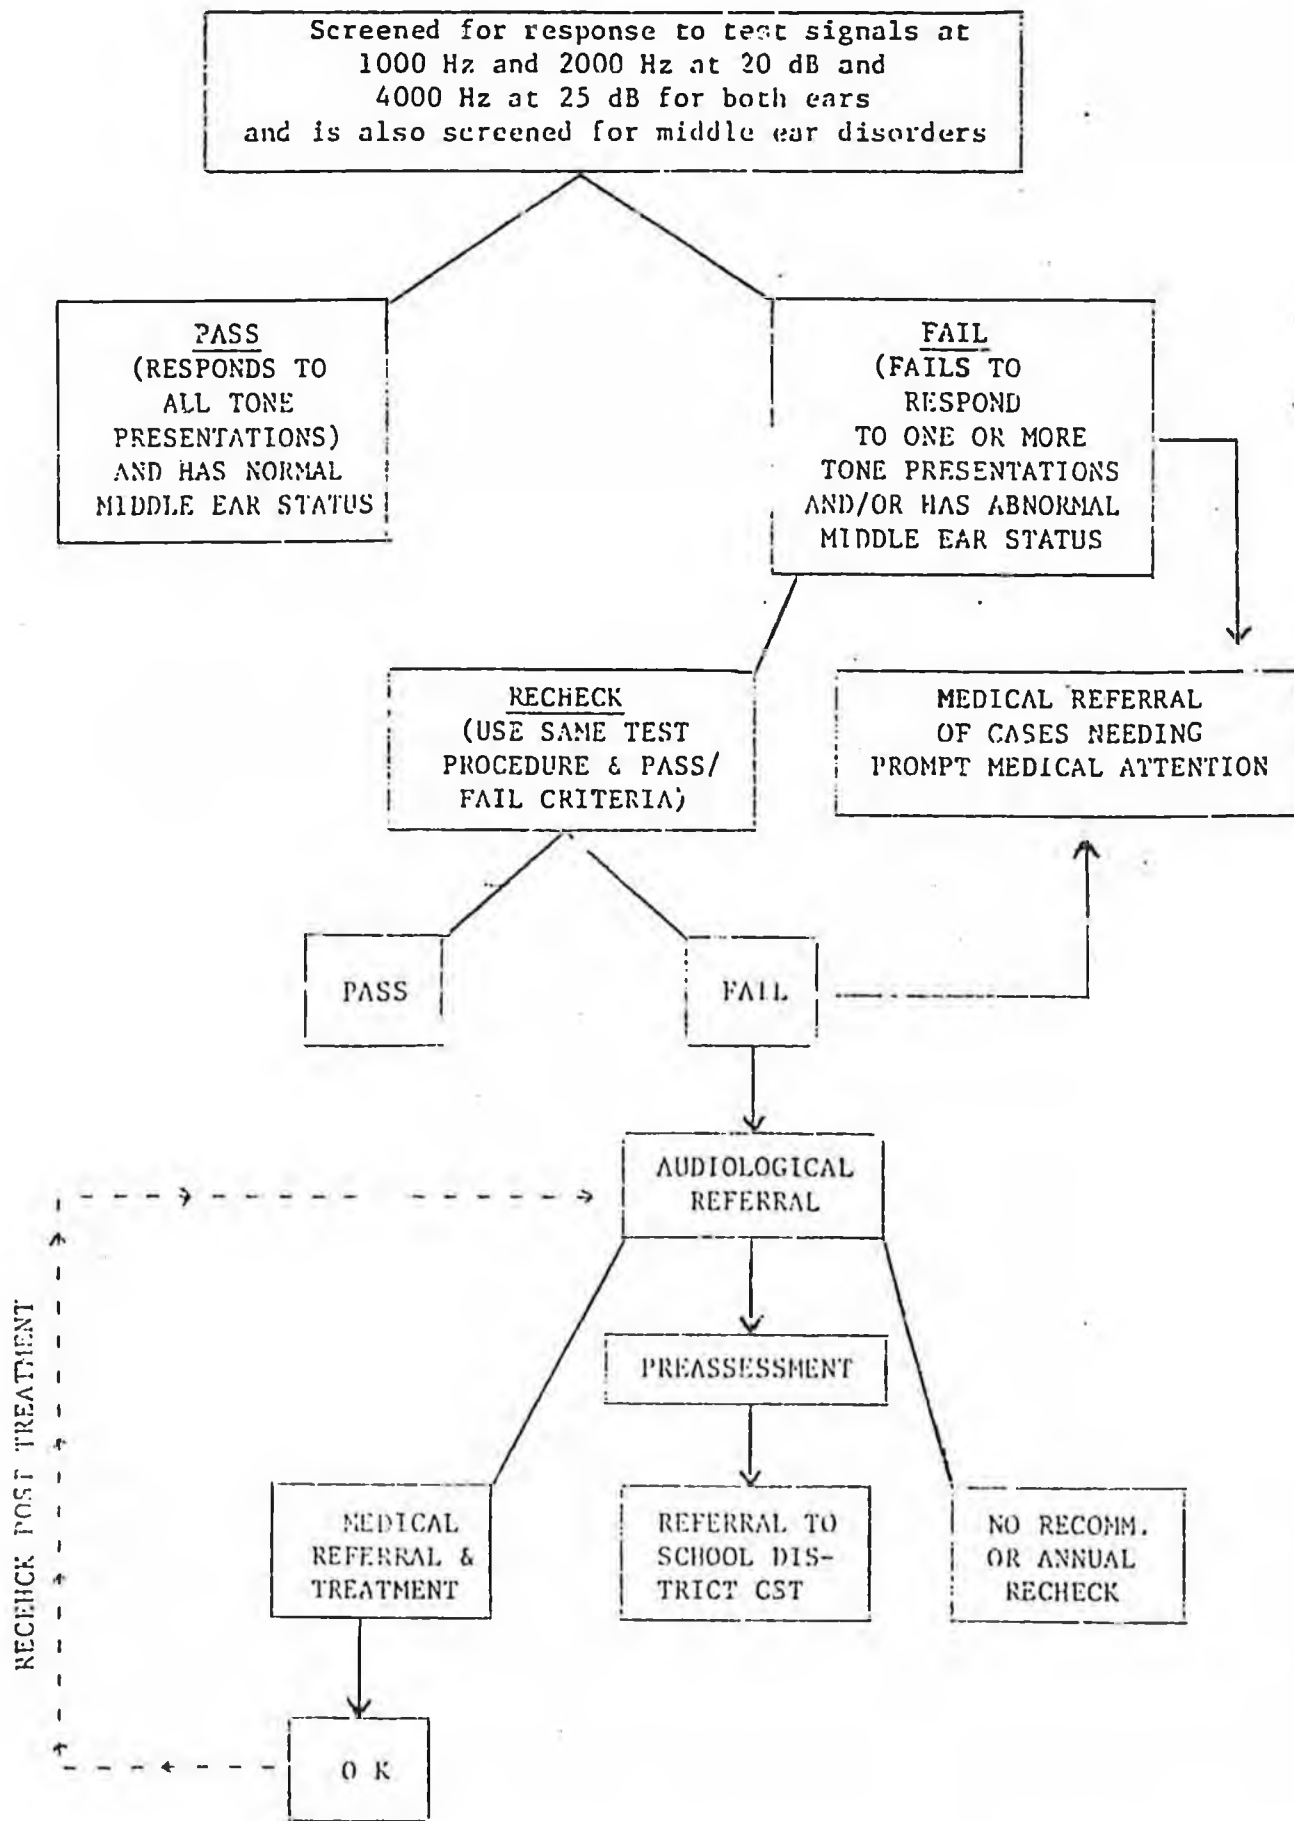 Screened for response to test signals at
1000 Hz and 2000 Hz at 20 dB and
4000 Hz at 25 dB for both ears
and is also screened for middle ear disorders
PASS
(RESPONDS TO
ALL TONE
PRESENTATIONS)
AND HAS NORMAL
MIDDLE EAR STATUS
FAIL
(FAILS TO
RESPOND
TO ONE OR MORE
TONE PRESENTATIONS
AND/OR HAS ABNORMAL
MIDDLE EAR STATUS
RECHECK
(USE SAME TEST
PROCEDURE & PASS/
FAIL CRITERIA)
MEDICAL REFERRAL
OF CASES NEEDING
PROMPT MEDICAL ATTENTION
PASS
FAIL
AUDIOLOGICAL
REFERRAL
PREASSESSMENT
MEDICAL
REFERRAL &
TREATMENT
REFERRAL TO
SCHOOL DIS-
TRICT CST
NO RECOMM.
OR ANNUAL
RECHECK
O K
RECEHCK POST TREATMENT